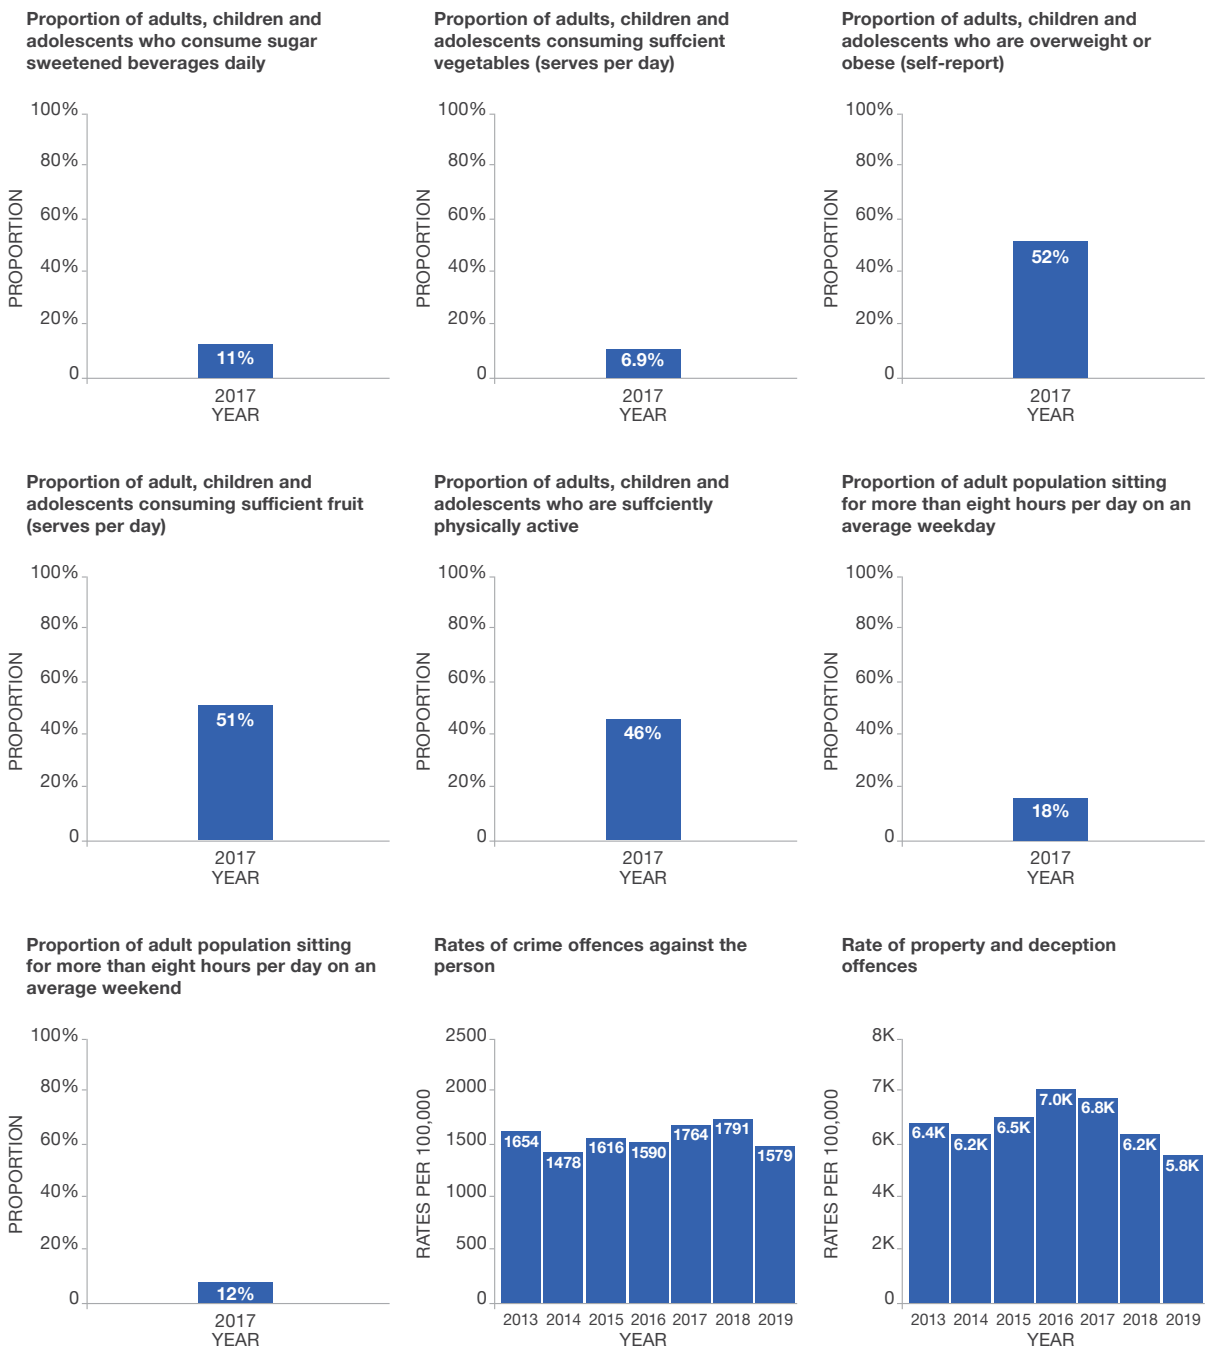 Proportion of adults, children and
adolescents who consume sugar
sweetened beverages daily
100%
80%
60%
40%
20%
0
PROPORTION
11%
2017
YEAR
Proportion of adults, children and
adolescents consuming suffcient
vegetables (serves per day)
100%
80%
60%
40%
20%
0
PROPORTION
6.9%
2017
YEAR
Proportion of adults, children and
adolescents who are overweight or
obese (self-report)
100%
80%
60%
40%
20%
0
PROPORTION
52%
2017
YEAR
Proportion of adult, children and
adolescents consuming sufficient fruit
(serves per day)
100%
80%
60%
40%
20%
0
PROPORTION
51%
2017
YEAR
Proportion of adults, children and
adolescents who are suffciently
physically active
100%
80%
60%
40%
20%
0
PROPORTION
46%
2017
YEAR
Proportion of adult population sitting
for more than eight hours per day on an
average weekday
100%
80%
60%
40%
20%
0
PROPORTION
18%
2017
YEAR
Proportion of adult population sitting
for more than eight hours per day on an
average weekend
100%
80%
60%
40%
20%
0
PROPORTION
12%
2017
YEAR
Rates of crime offences against the
person
2500
2000
1500
1000
500
0
RATES PER 100,000
1654 1478 1616 1590 1764 1791 1579
2013 2014 2015 2016 2017 2018 2019
YEAR
Rate of property and deception
offences
8K
7K
6K
4K
2K
0
RATES PER 100,000
6.4K 6.2K 6.5K 7.0K 6.8K 6.2K 5.8K
2013 2014 2015 2016 2017 2018 2019
YEAR